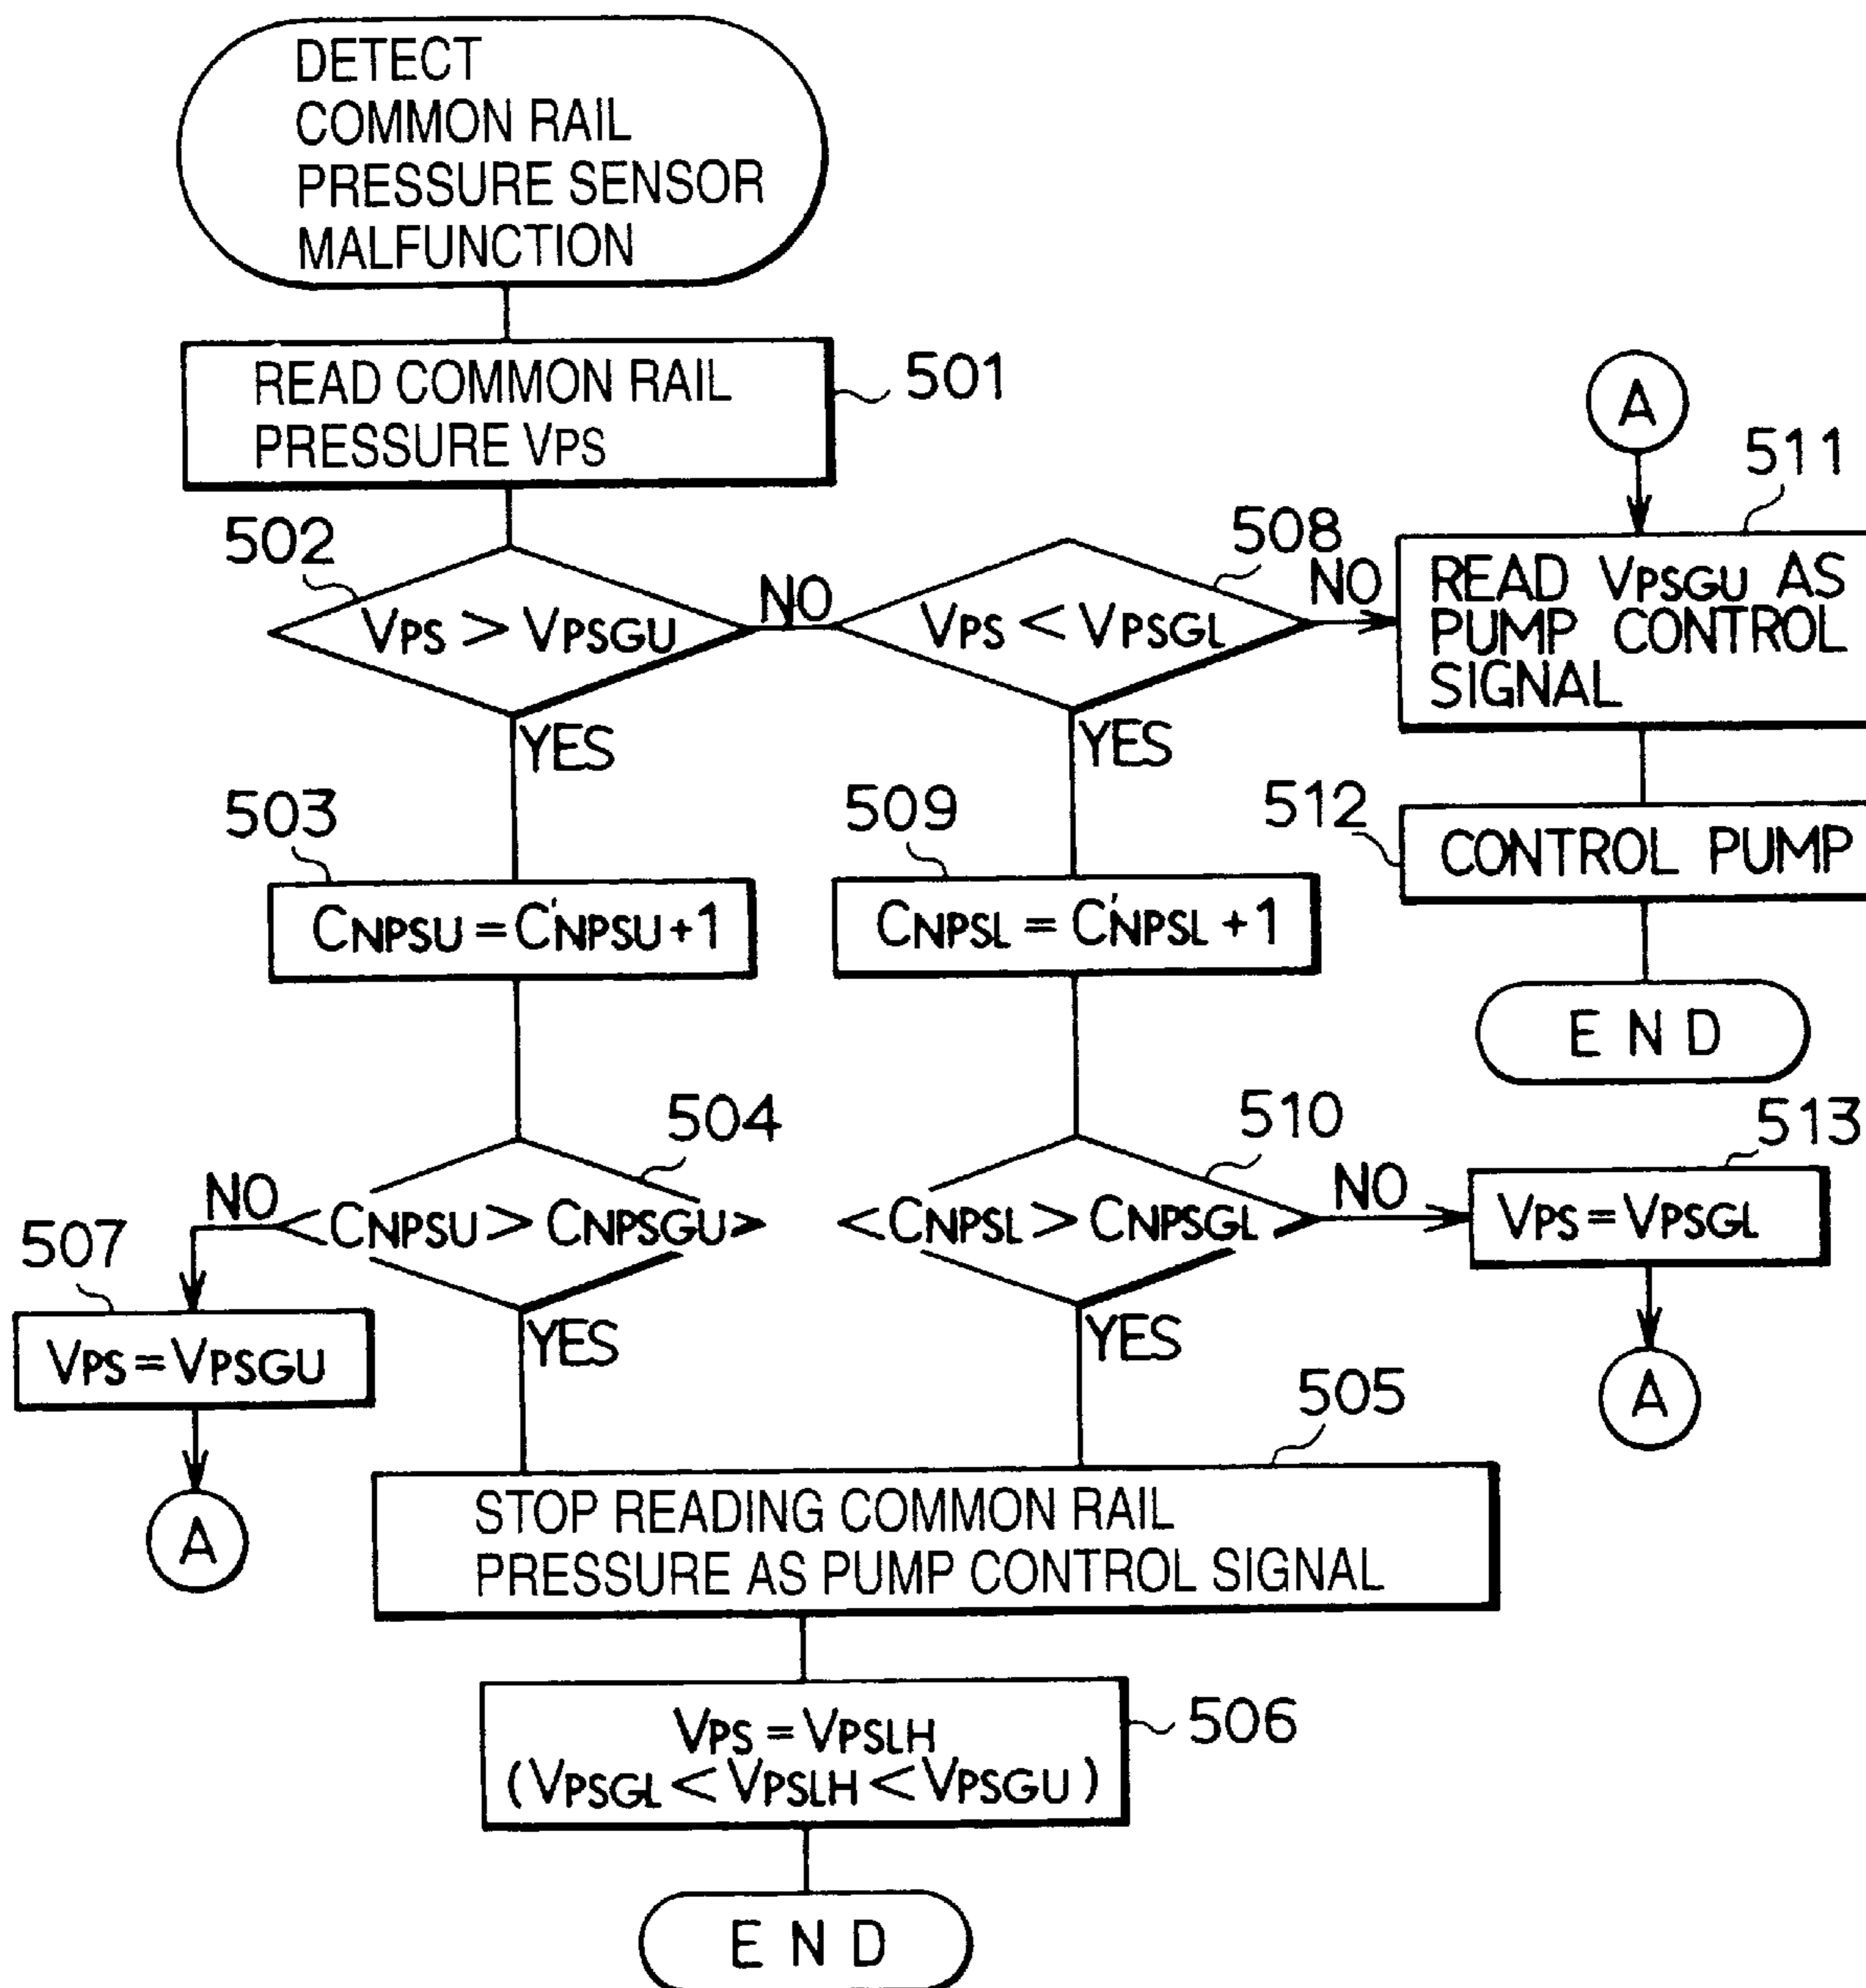 DETECT
COMMON RAIL
PRESSURE SENSOR
MALFUNCTION
READ COMMON RAIL
PRESSURE VPS
501
502
VPS > VPSGU
NO
YES
508
VPS < VPSGL
NO
YES
A
511
READ VPSGU AS
PUMP CONTROL
SIGNAL
512
CONTROL PUMP
END
503
CNPSU = C'NPSU+1
509
CNPSL = C'NPSL+1
504
CNPSU > CNPSGU
NO
YES
510
CNPSL > CNPSGL
NO
YES
513
VPS = VPSGL
A
507
VPS = VPSGU
A
505
STOP READING COMMON RAIL
PRESSURE AS PUMP CONTROL SIGNAL
506
VPS = VPSLH
(VPSGL < VPSLH < VPSGU)
END